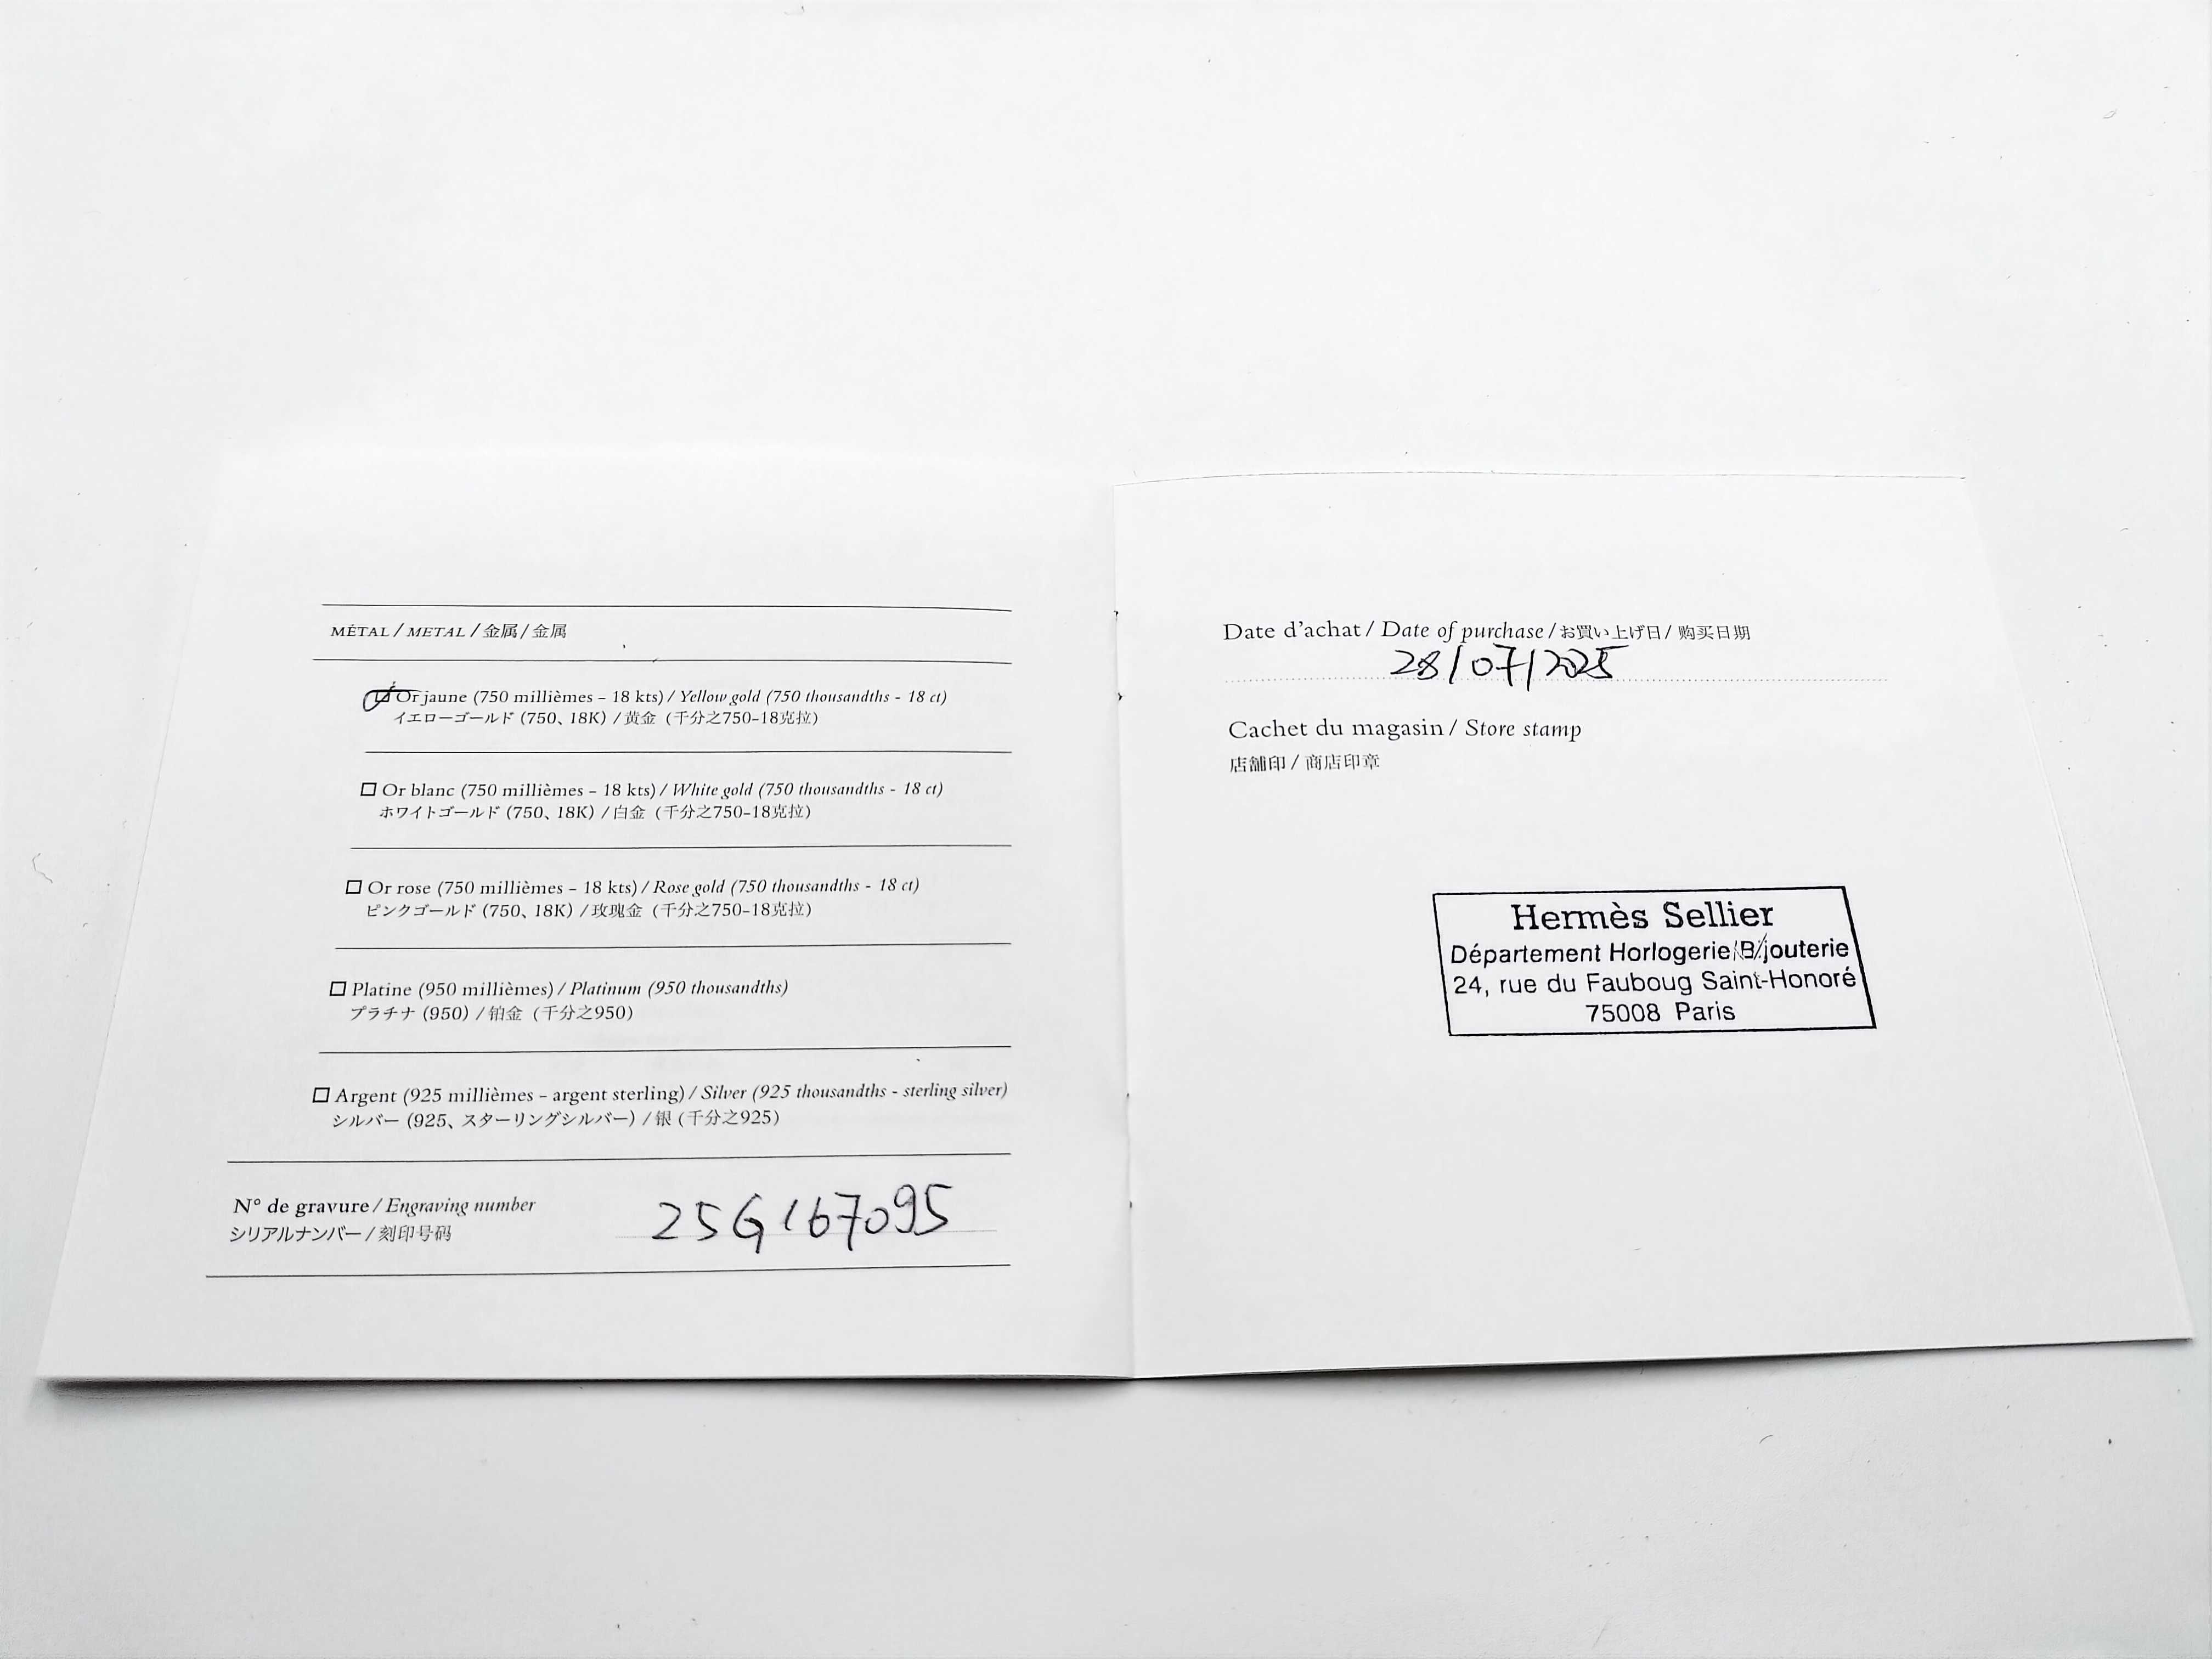 MÉTAL / METAL / 金属 / 金属
Or jaune (750 millièmes – 18 kts) / Yellow gold (750 thousandths - 18 ct)
イエローゴールド (750、18K) / 黄金 (千分之750-18克拉)
Or blanc (750 millièmes – 18 kts) / White gold (750 thousandths - 18 ct)
ホワイトゴールド (750、18K) / 白金 (千分之750-18克拉)
Or rose (750 millièmes – 18 kts) / Rose gold (750 thousandths - 18 ct)
ピンクゴールド (750、18K) / 玫瑰金 (千分之750-18克拉)
Platine (950 millièmes) / Platinum (950 thousandths)
プラチナ (950) / 铂金 (千分之950)
Argent (925 millièmes – argent sterling) / Silver (925 thousandths - sterling silver)
シルバー (925、スターリングシルバー) / 银 (千分之925)
N° de gravure / Engraving number
シリアルナンバー / 刻印号码
25G167095
Date d'achat / Date of purchase / お買い上げ日 / 购买日期
28/07/2025
Cachet du magasin / Store stamp
店舗印 / 商店印章
Hermès Sellier
Département Horlogerie/Bijouterie
24, rue du Fauboug Saint-Honoré
75008 Paris